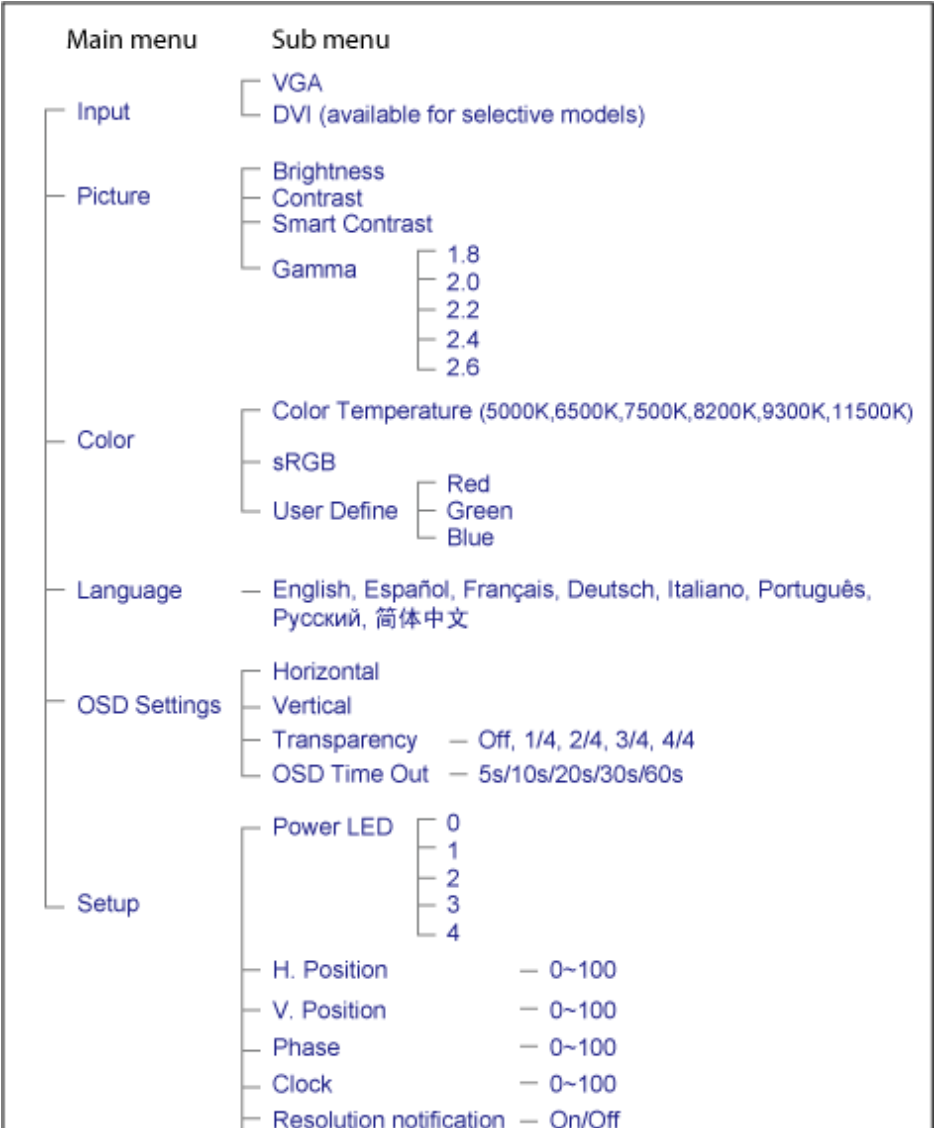 Main menu Sub menu
VGA
Input DVI (available for selective models)
Brightness
Picture Contrast
Smart Contrast
Gamma 1.8
2.0
2.2
2.4
2.6
Color Temperature (5000K,6500K,7500K,8200K,9300K,11500K)
Color
sRGB
Red
User Define Green
Blue
Language English, Español, Français, Deutsch, Italiano, Português,
Русский, 简体中文
Horizontal
OSD Settings Vertical
Transparency Off, 1/4, 2/4, 3/4, 4/4
OSD Time Out 5s/10s/20s/30s/60s
Power LED 0
1
2
Setup 3
4
H. Position 0~100
V. Position 0~100
Phase 0~100
Clock 0~100
Resolution notification On/Off